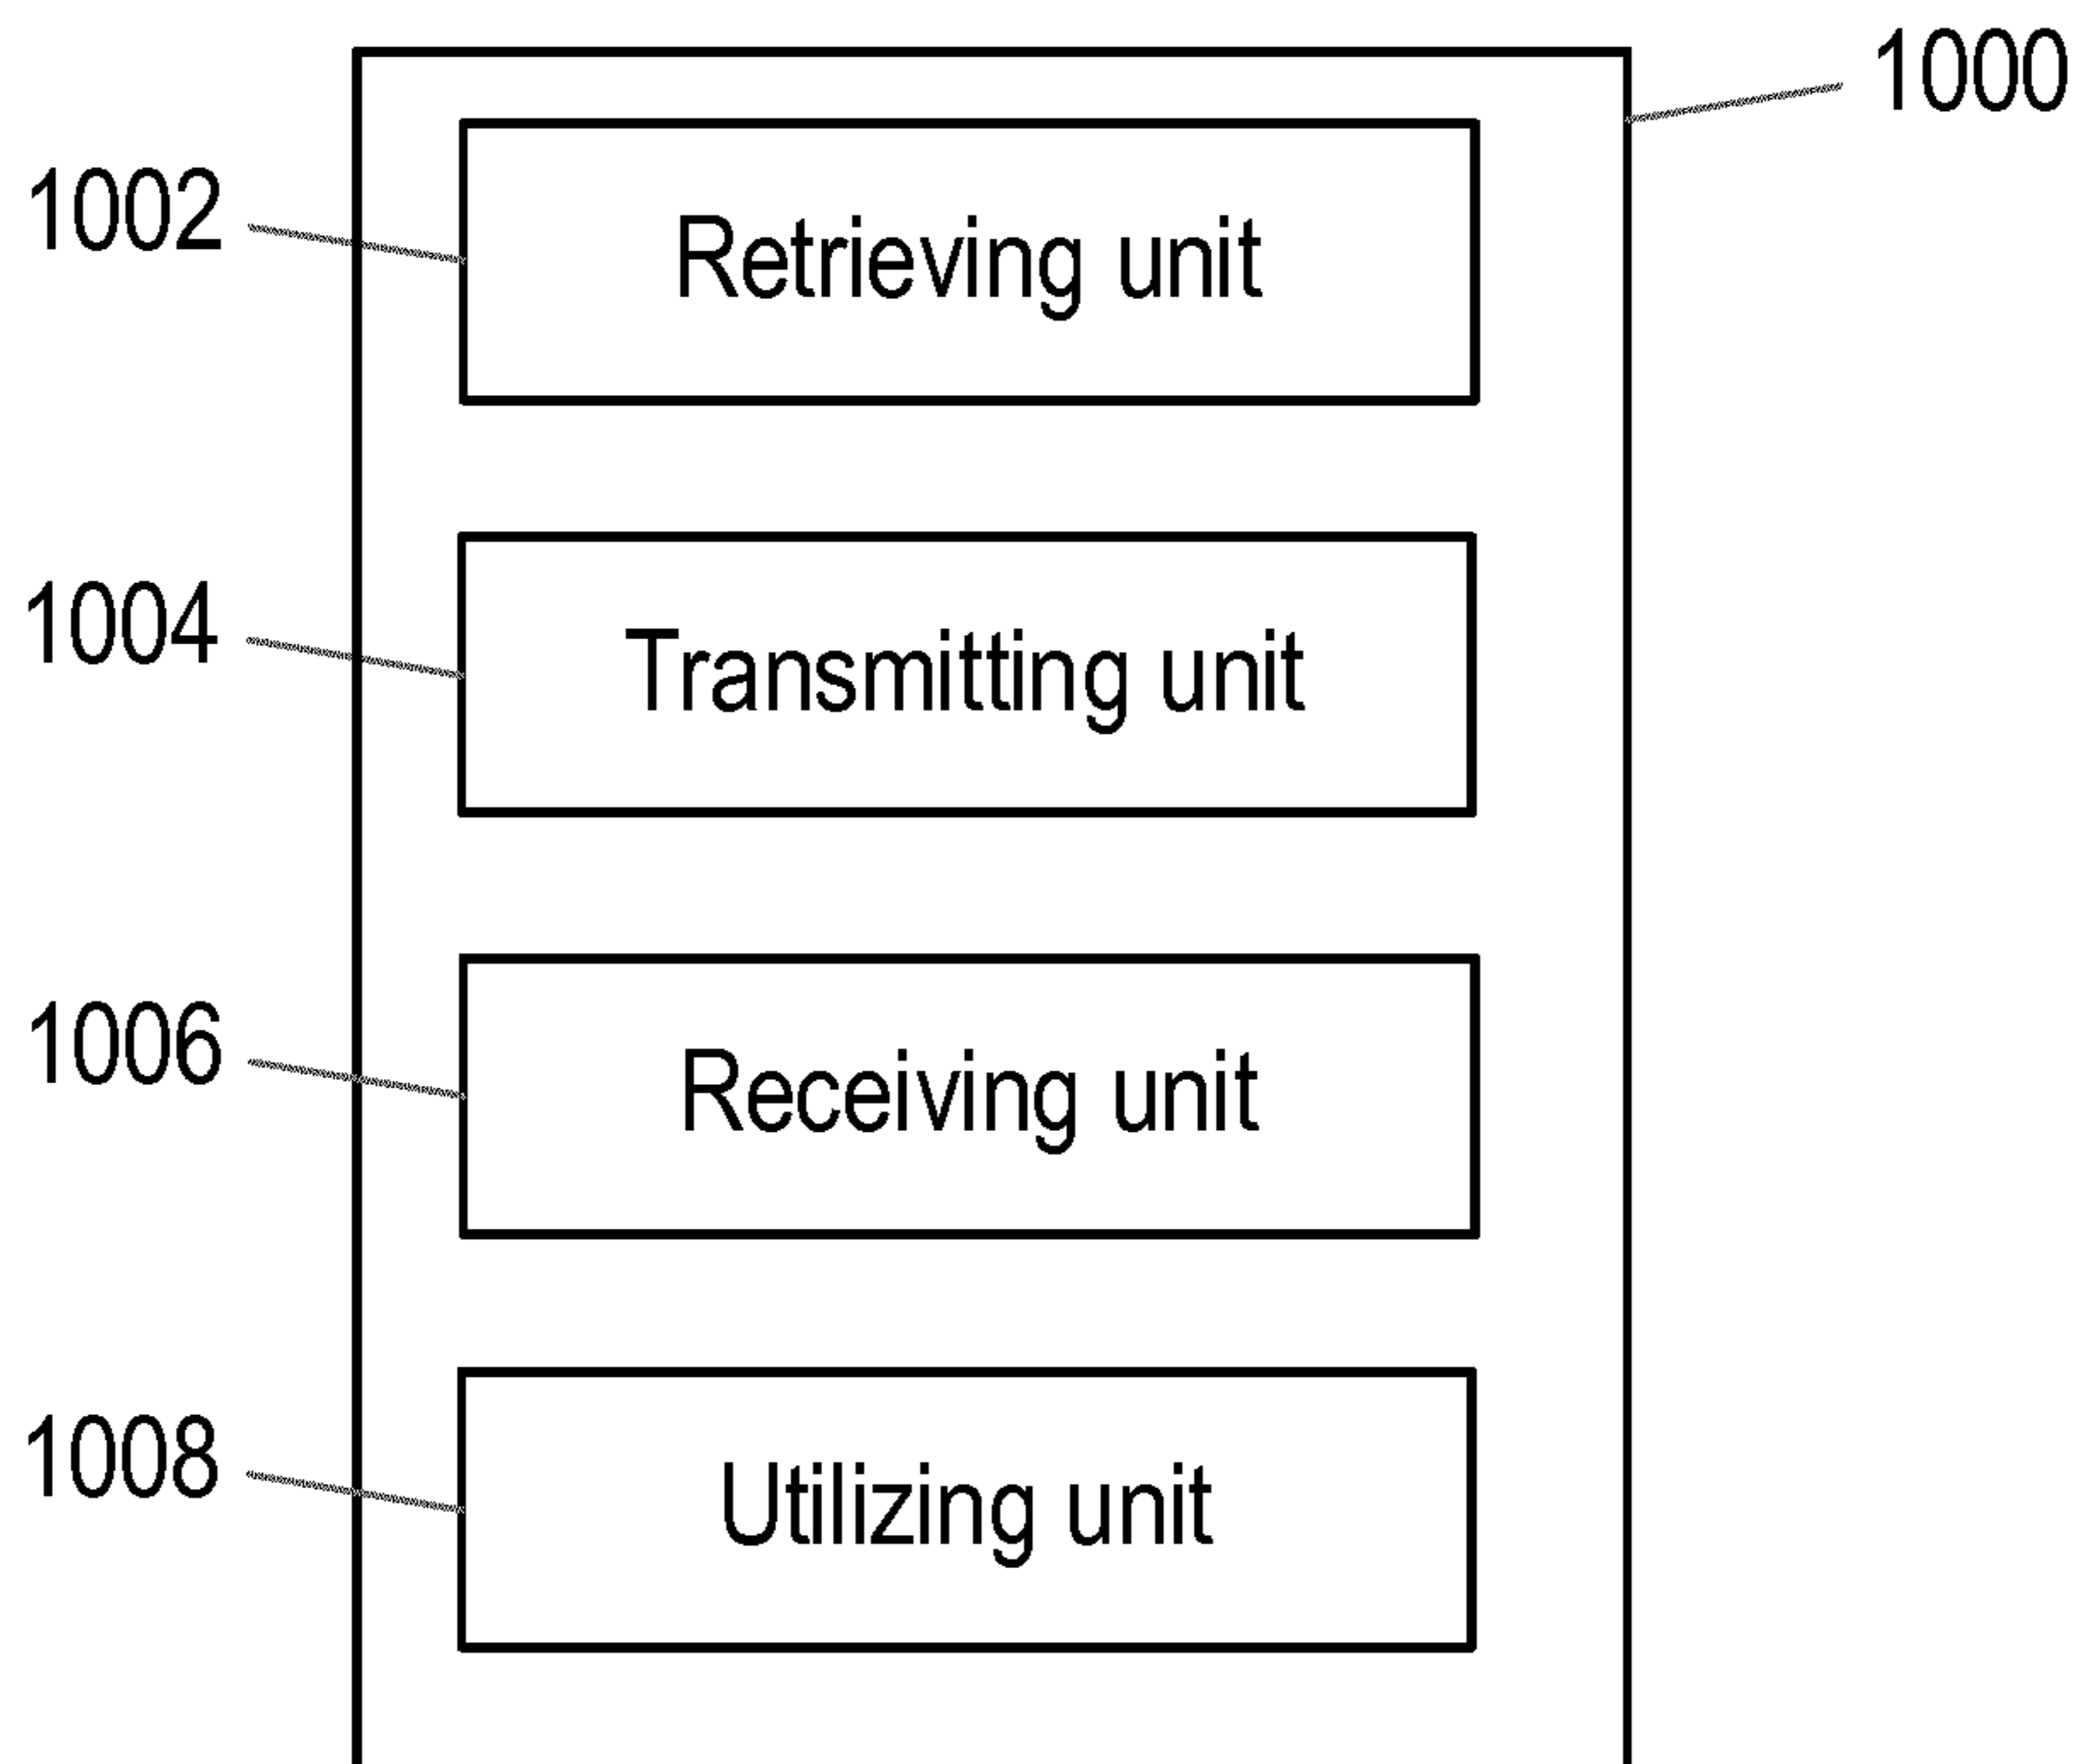 1000
1002
Retrieving unit
1004
Transmitting unit
1006
Receiving unit
1008
Utilizing unit